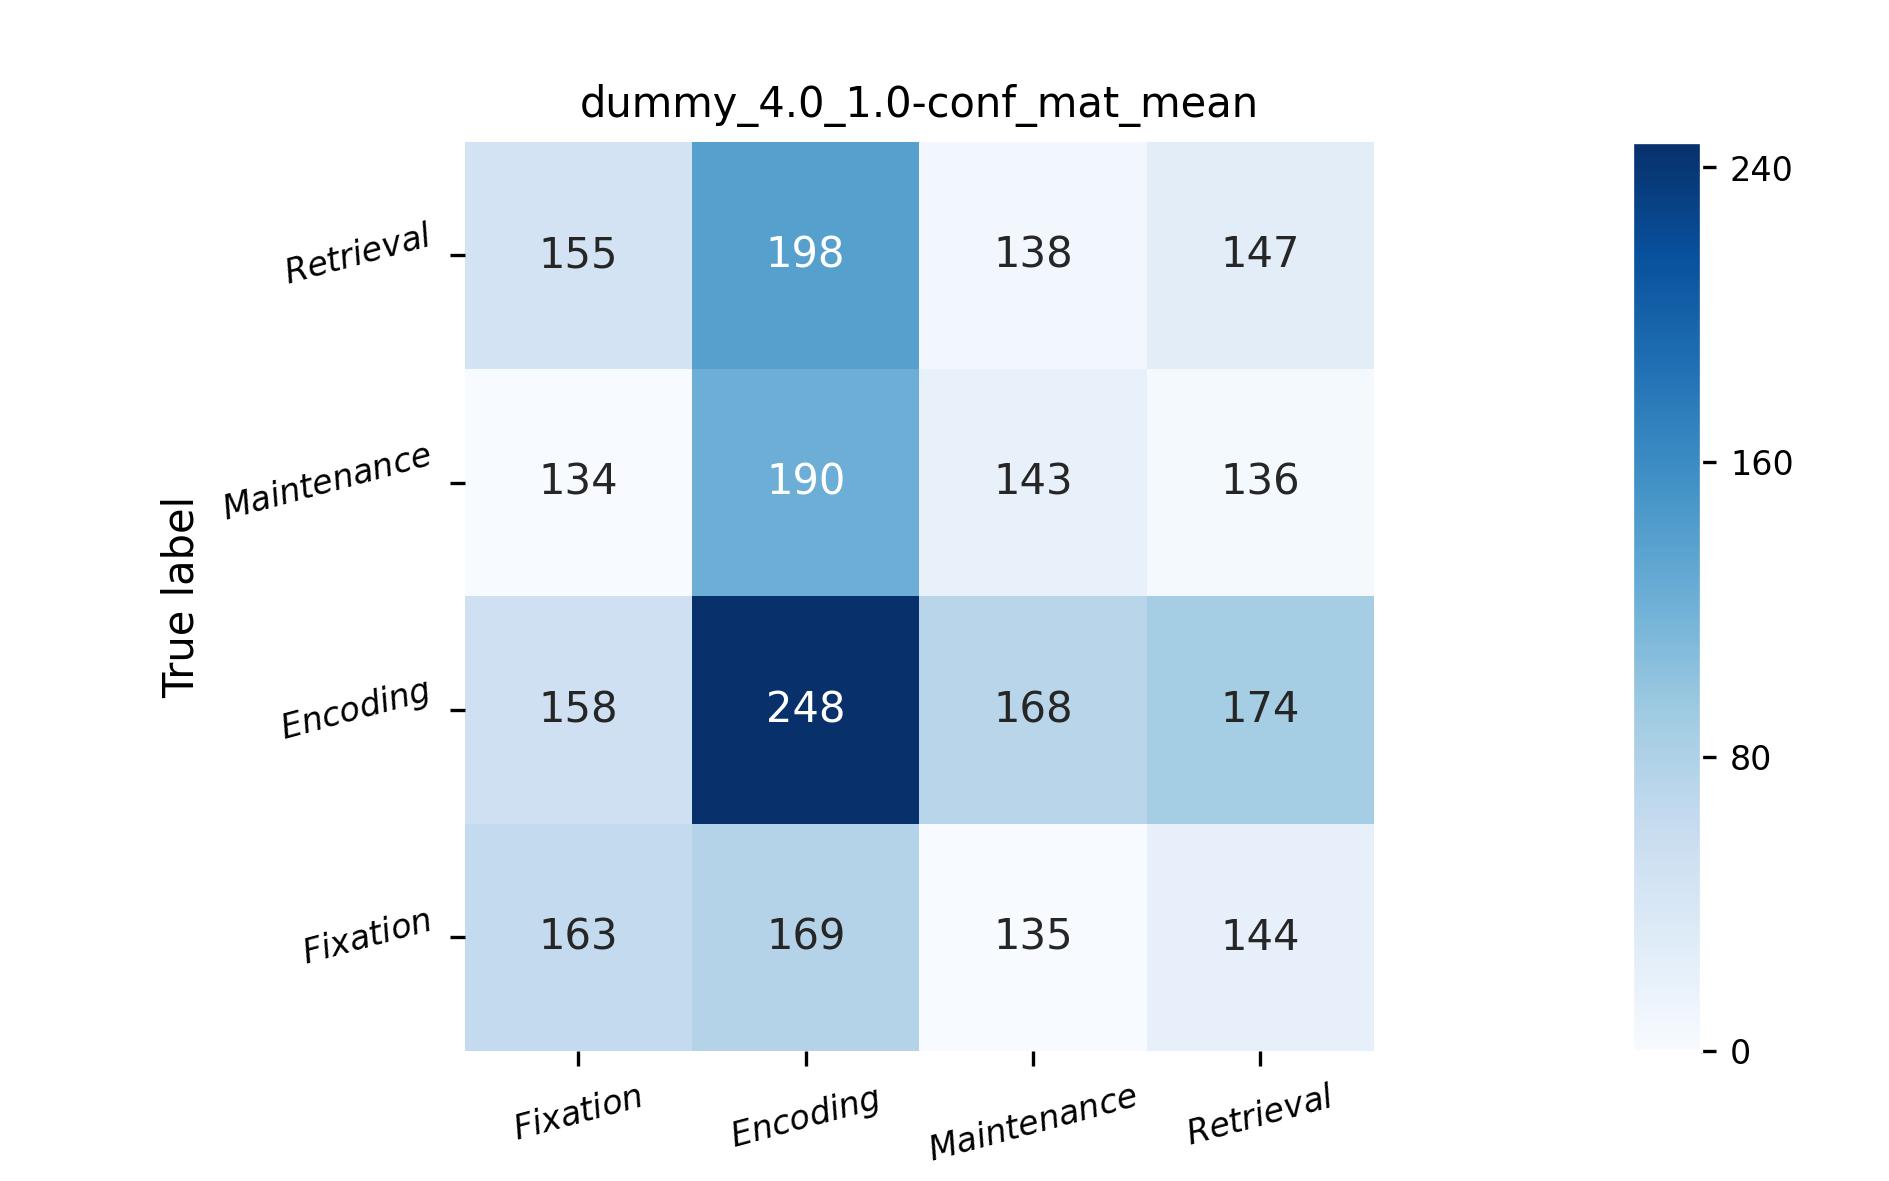 dummy_4.0_1.0-conf_mat_mean
Retrieval 155 198 138 147
Maintenance 134 190 143 136
Encoding 158 248 168 174
Fixation 163 169 135 144
Fixation Encoding Maintenance Retrieval
True label
240
160
80
0